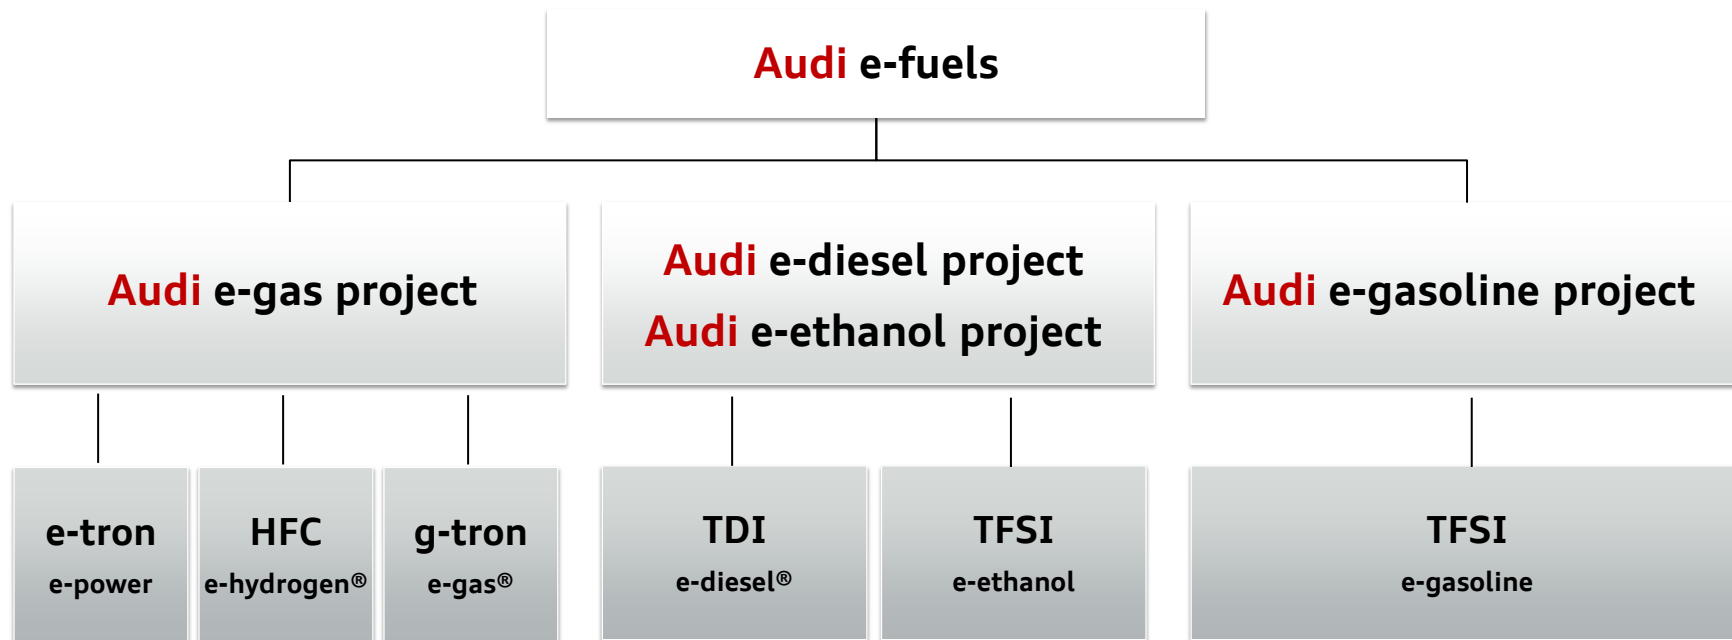 Audi e-fuels
Audi e-gas project
Audi e-diesel project
Audi e-ethanol project
Audi e-gasoline project
e-tron
e-power
HFC
e-hydrogen®
g-tron
e-gas®
TDI
e-diesel®
TFSI
e-ethanol
TFSI
e-gasoline